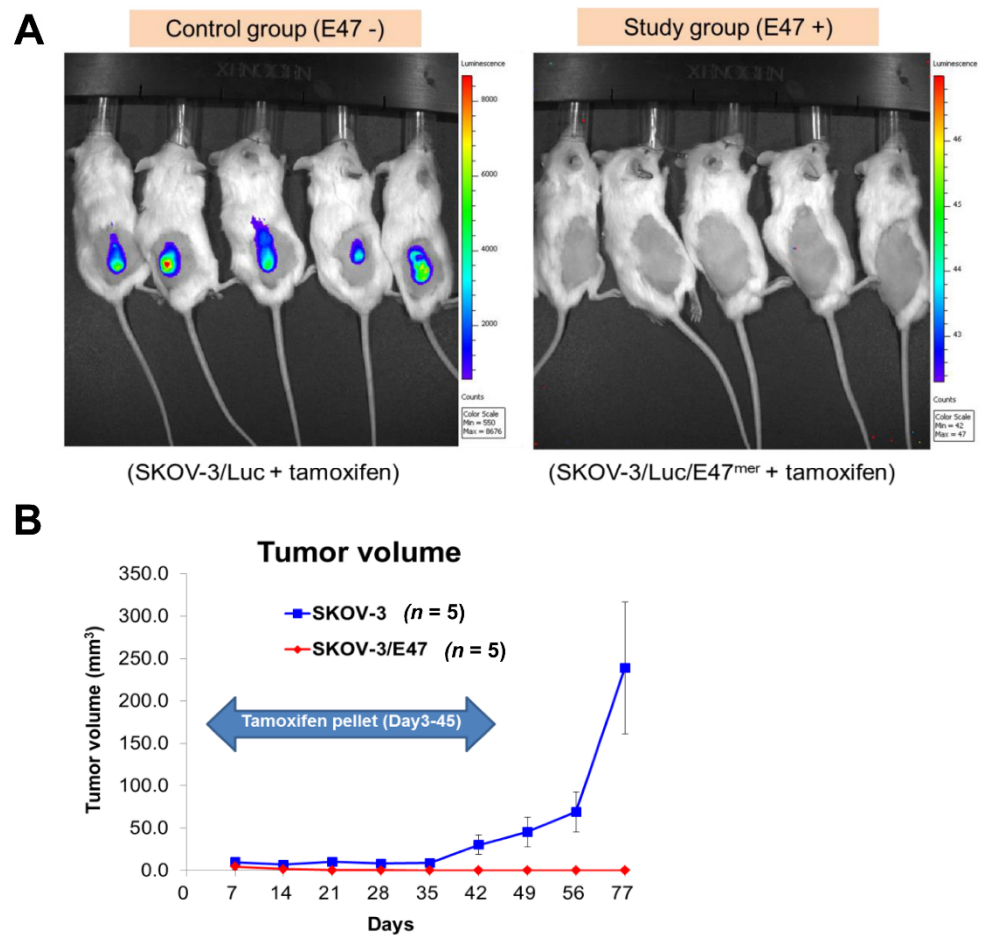 A
Control group (E47 -)
Study group (E47 +)
XENOGEN
Luminescence
8000
6000
4000
2000
Counts
Color Scale
Min = 550
Max = 8676
XENOGEN
Luminescence
46
45
44
43
Counts
Color Scale
Min = 42
Max = 47
(SKOV-3/Luc + tamoxifen)
(SKOV-3/Luc/E47ᵐᵉʳ + tamoxifen)
B
Tumor volume
350.0
300.0
250.0
200.0
150.0
100.0
50.0
0.0
Tumor volume (mm³)
SKOV-3 (n = 5)
SKOV-3/E47 (n = 5)
Tamoxifen pellet (Day3-45)
0 7 14 21 28 35 42 49 56 77
Days